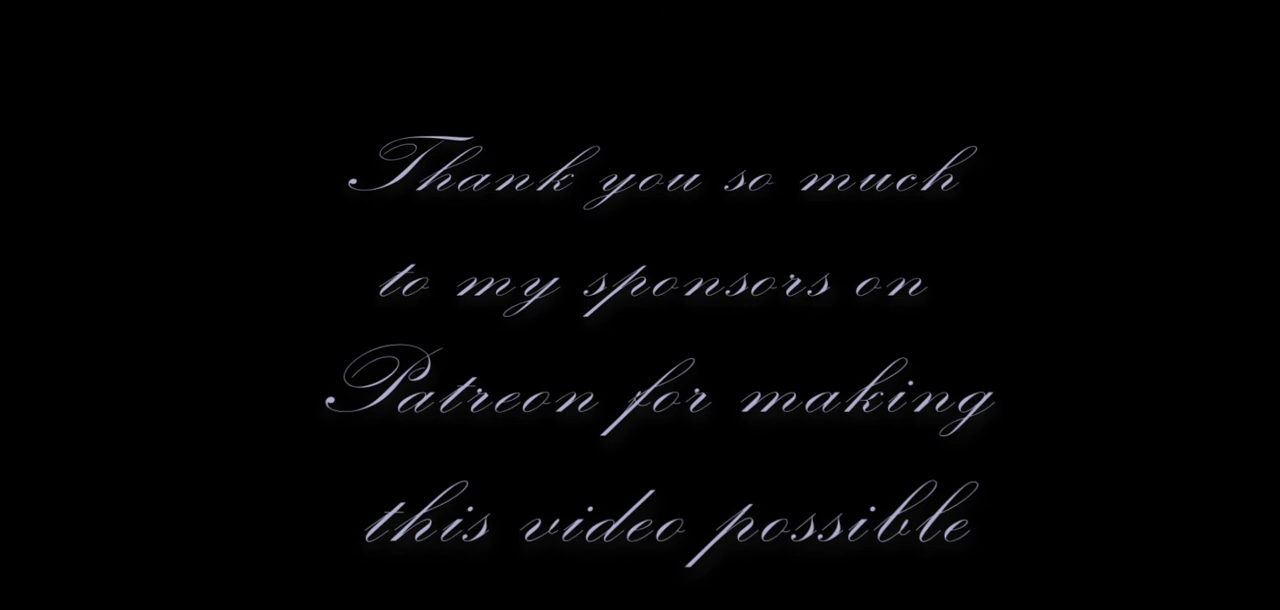 Thank you so much
to my sponsors on
Patreon for making
this video possible